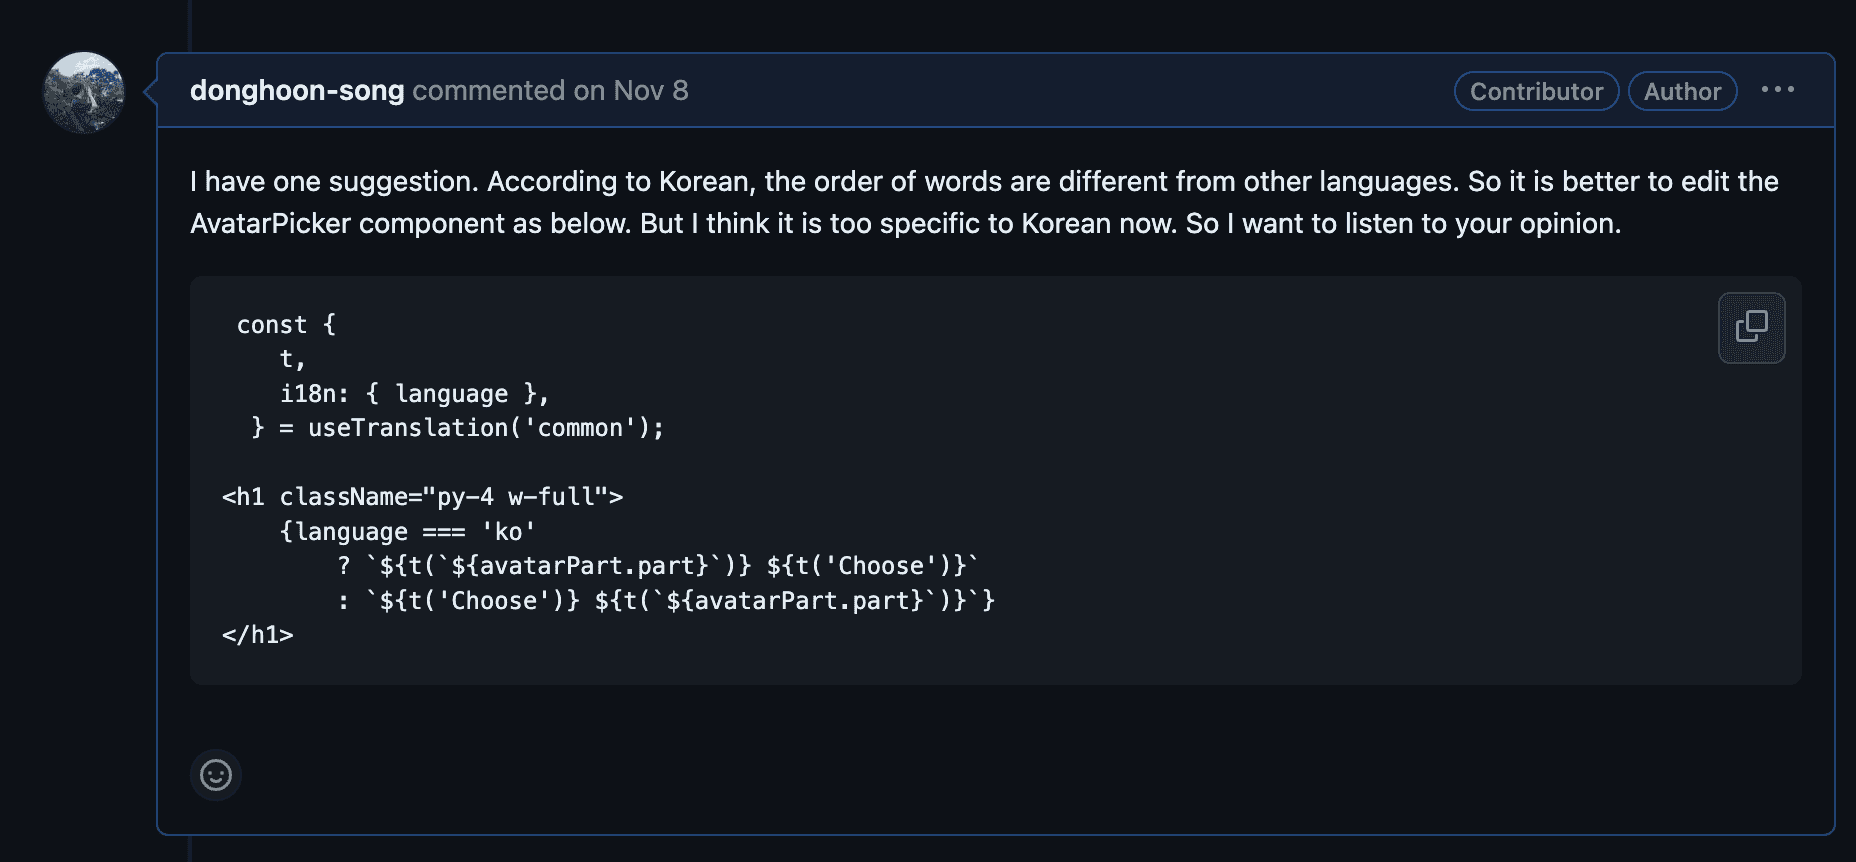 donghoon-song commented on Nov 8
Contributor
Author
I have one suggestion. According to Korean, the order of words are different from other languages. So it is better to edit the
AvatarPicker component as below. But I think it is too specific to Korean now. So I want to listen to your opinion.
const {
t,
i18n: { language },
} = useTranslation('common');
<h1 className="py-4 w-full">
{language === 'ko'
? `${t(`${avatarPart.part}`)} ${t('Choose')}`
: `${t('Choose')} ${t(`${avatarPart.part}`)}`}
</h1>